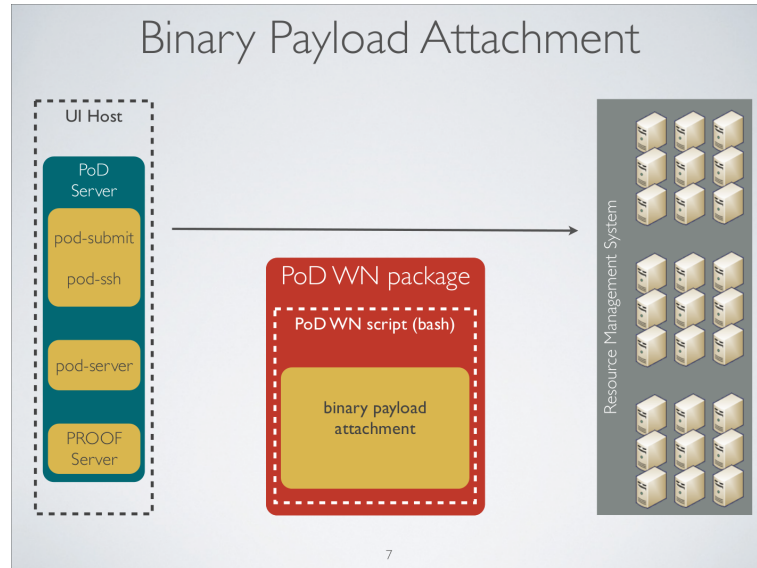 Binary Payload Attachment
UI Host
PoD
Server
pod-submit
pod-ssh
pod-server
PROOF
Server
PoD WN package
PoD WN script (bash)
binary payload
attachment
Resource Management System
7